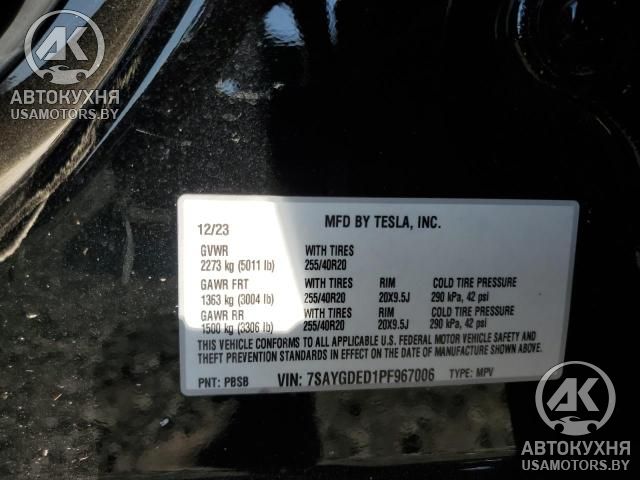 АК
АВТОКУХНЯ
USAMOTORS.BY
12/23 MFD BY TESLA, INC.
GVWR WITH TIRES
2273 kg (5011 lb) 255/40R20
GAWR FRT WITH TIRES RIM COLD TIRE PRESSURE
1363 kg (3004 lb) 255/40R20 20X9.5J 290 kPa, 42 psi
GAWR RR WITH TIRES RIM COLD TIRE PRESSURE
1500 kg (3306 lb) 255/40R20 20X9.5J 290 kPa, 42 psi
THIS VEHICLE CONFORMS TO ALL APPLICABLE U.S. FEDERAL MOTOR VEHICLE SAFETY AND
THEFT PREVENTION STANDARDS IN EFFECT ON THE DATE OF MANUFACTURE SHOWN ABOVE.
PNT: PBSB VIN: 7SAYGDED1PF967006 TYPE: MPV
АК
АВТОКУХНЯ
USAMOTORS.BY